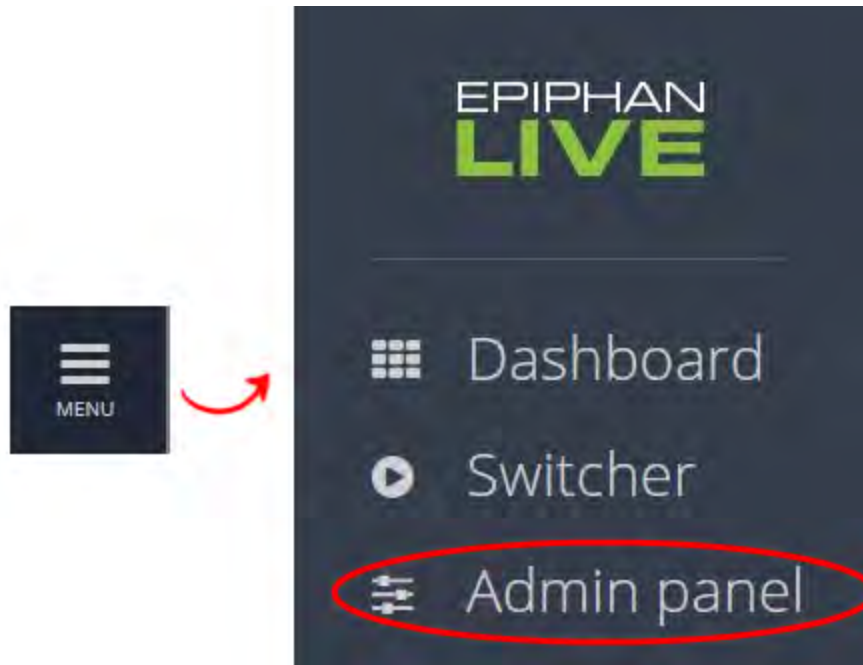 MENU
EPIPHAN
LIVE
Dashboard
Switcher
Admin panel